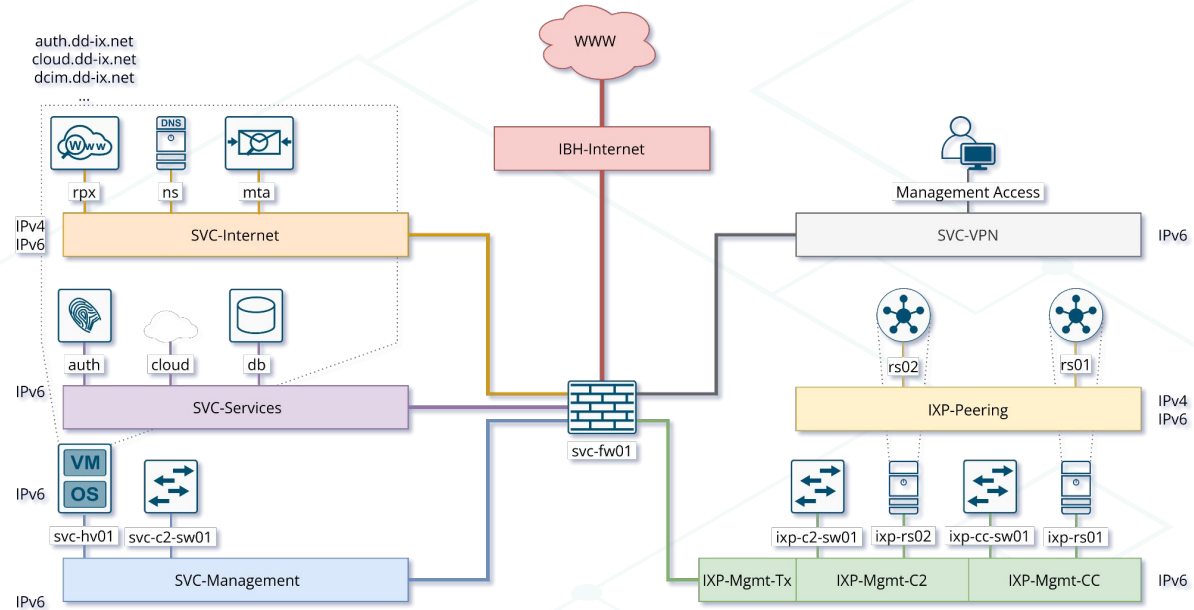 auth.dd-ix.net
cloud.dd-ix.net
dcim.dd-ix.net
...
WWW
Www
DNS
IBH-Internet
rpx
ns
mta
Management Access
IPv4
IPv6
SVC-Internet
SVC-VPN
IPv6
auth
cloud
db
rs02
rs01
IPv6
SVC-Services
IXP-Peering
IPv4
IPv6
svc-fw01
VM
OS
IPv6
svc-hv01
svc-c2-sw01
ixp-c2-sw01
ixp-rs02
ixp-cc-sw01
ixp-rs01
SVC-Management
IXP-Mgmt-Tx
IXP-Mgmt-C2
IXP-Mgmt-CC
IPv6
IPv6